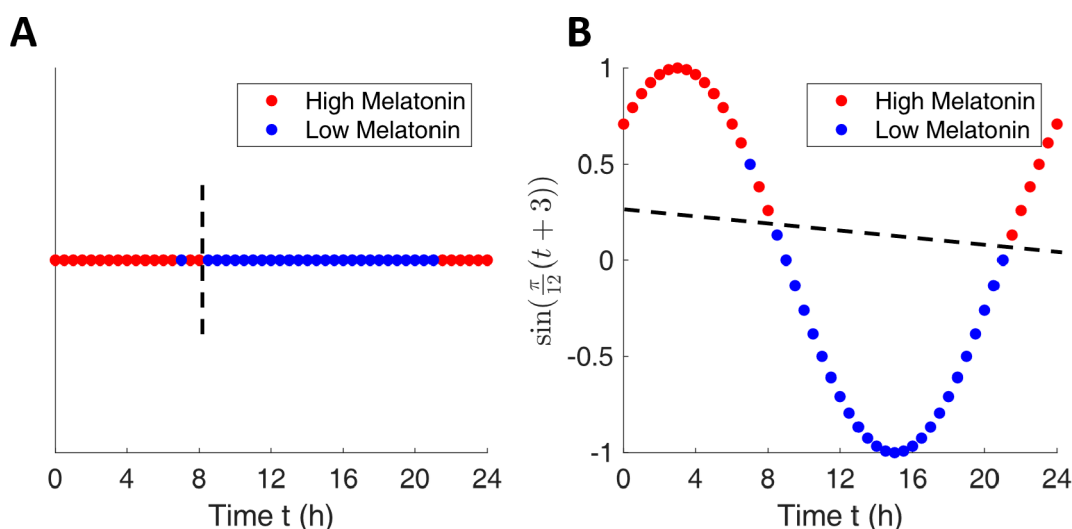 A
High Melatonin
Low Melatonin
0 4 8 12 16 20 24
Time t (h)
B
High Melatonin
Low Melatonin
1
0.5
0
-0.5
-1
sin(π/12(t + 3))
0 4 8 12 16 20 24
Time t (h)